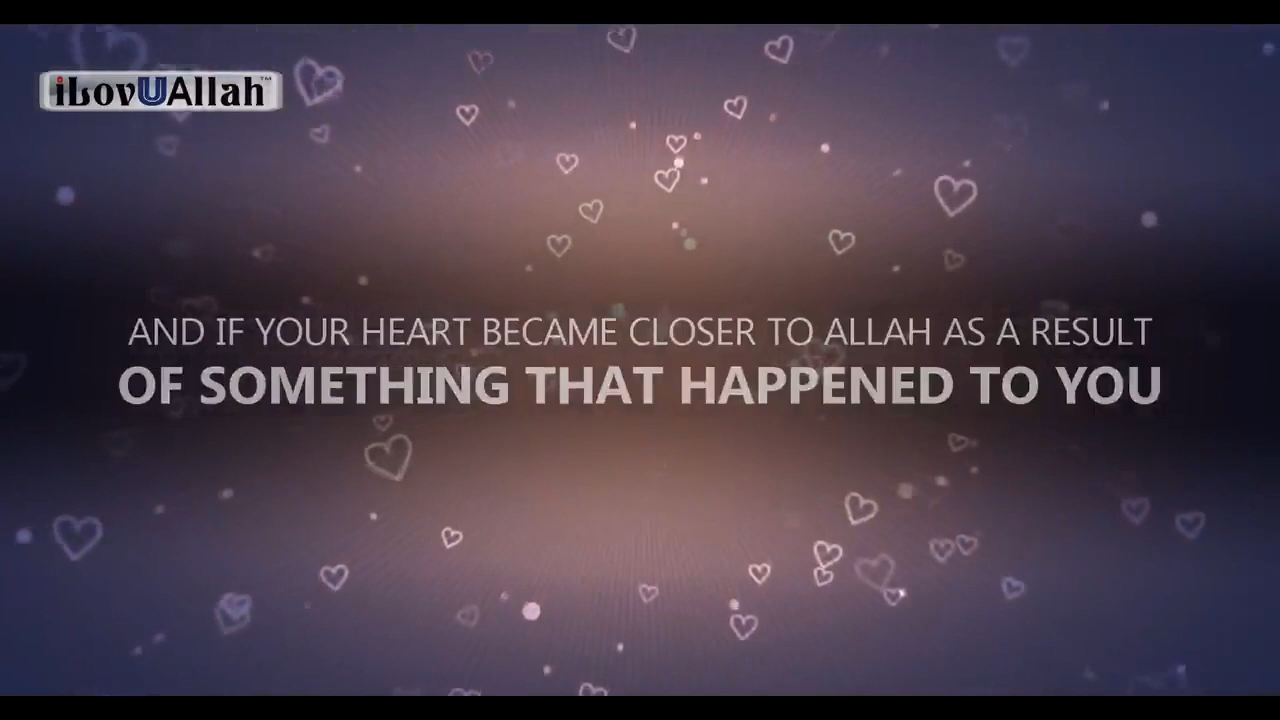 iLovUAllah™
AND IF YOUR HEART BECAME CLOSER TO ALLAH AS A RESULT
OF SOMETHING THAT HAPPENED TO YOU